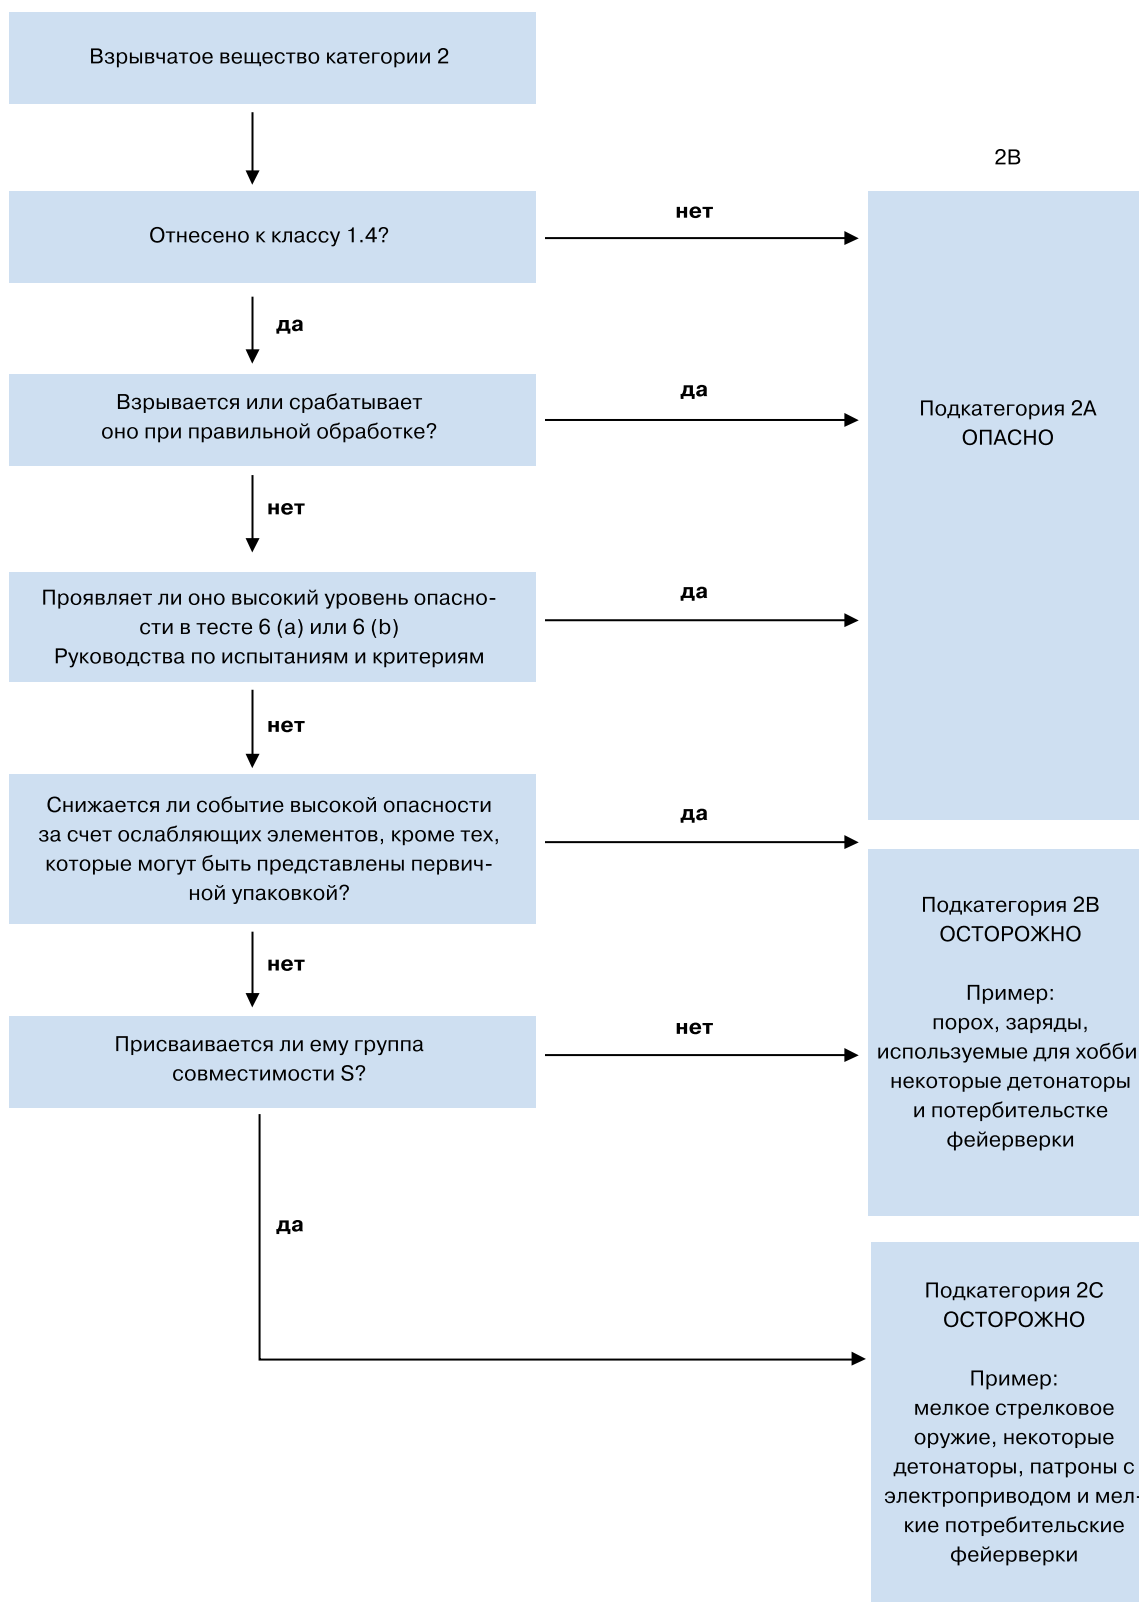 Взрывчатое вещество категории 2
2В
Отнесено к классу 1.4?
нет
да
Взрывается или срабатывает
оно при правильной обработке?
да
Подкатегория 2А
ОПАСНО
нет
Проявляет ли оно высокий уровень опасно-
сти в тесте 6 (а) или 6 (b)
Руководства по испытаниям и критериям
да
нет
Снижается ли событие высокой опасности
за счет ослабляющих элементов, кроме тех,
которые могут быть представлены первич-
ной упаковкой?
да
нет
Присваивается ли ему группа
совместимости S?
нет
Подкатегория 2В
ОСТОРОЖНО
Пример:
порох, заряды,
используемые для хобби
некоторые детонаторы
и потербительстке
фейерверки
да
Подкатегория 2С
ОСТОРОЖНО
Пример:
мелкое стрелковое
оружие, некоторые
детонаторы, патроны с
электроприводом и мел-
кие потребительские
фейерверки